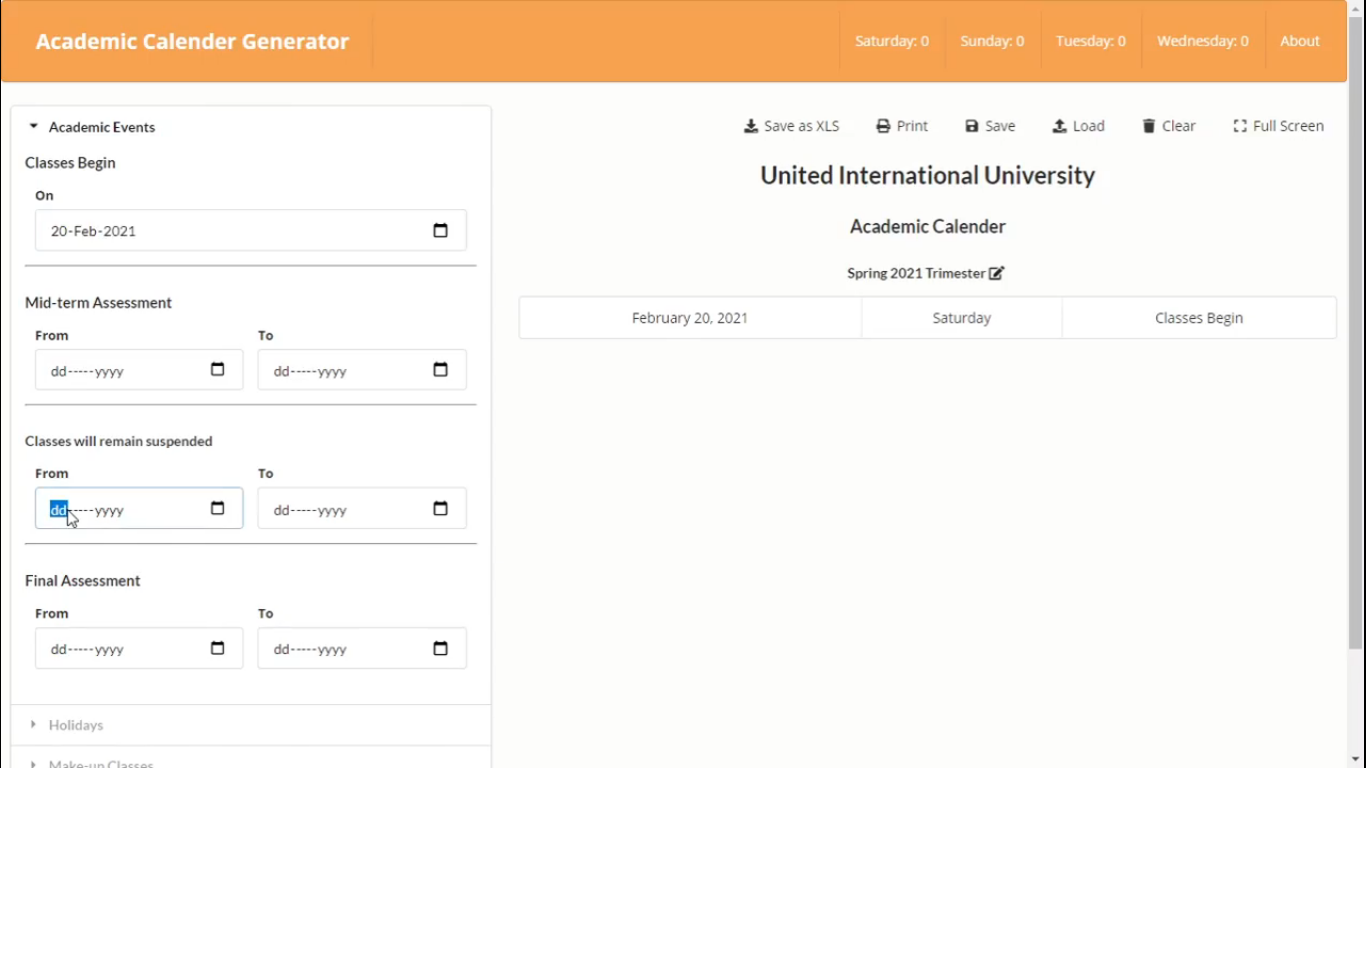 Academic Calender Generator
Saturday: 0 Sunday: 0 Tuesday: 0 Wednesday: 0 About
Academic Events
Classes Begin
On
20-Feb-2021
Mid-term Assessment
From To
dd-----yyyy dd-----yyyy
Classes will remain suspended
From To
dd-----yyyy dd-----yyyy
Final Assessment
From To
dd-----yyyy dd-----yyyy
Holidays
Make-up Classes
Save as XLS Print Save Load Clear Full Screen
United International University
Academic Calender
Spring 2021 Trimester
February 20, 2021 Saturday Classes Begin